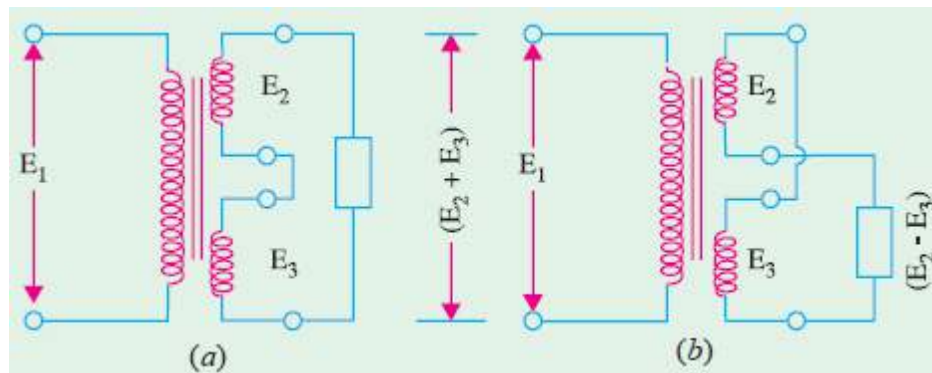 E₁
E₂
E₃
(E₂ + E₃)
(a)
E₁
E₂
E₃
(E₂ - E₃)
(b)